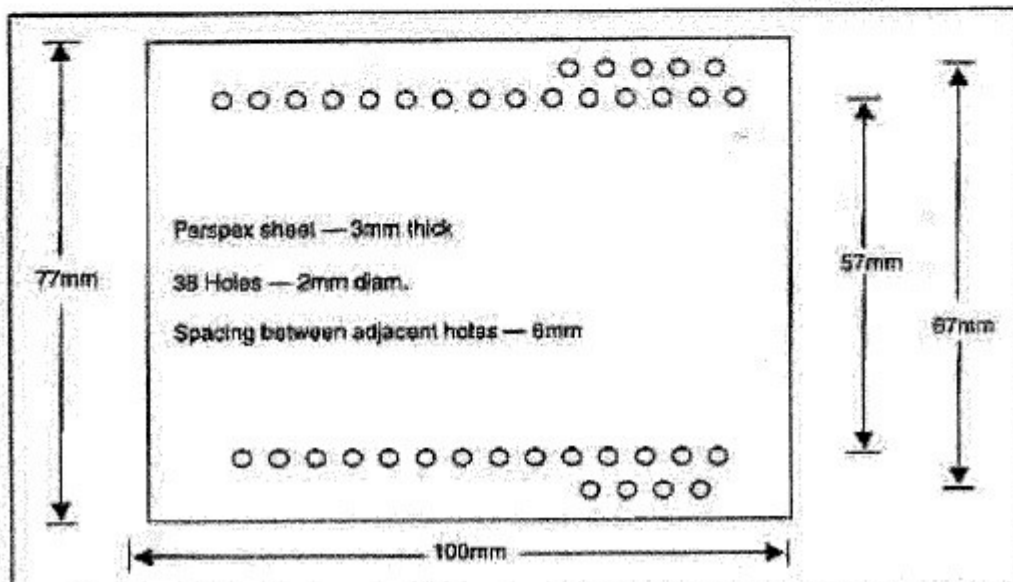 Perspex sheet — 3mm thick
38 Holes — 2mm diam.
Spacing between adjacent holes — 6mm
77mm
57mm
67mm
100mm